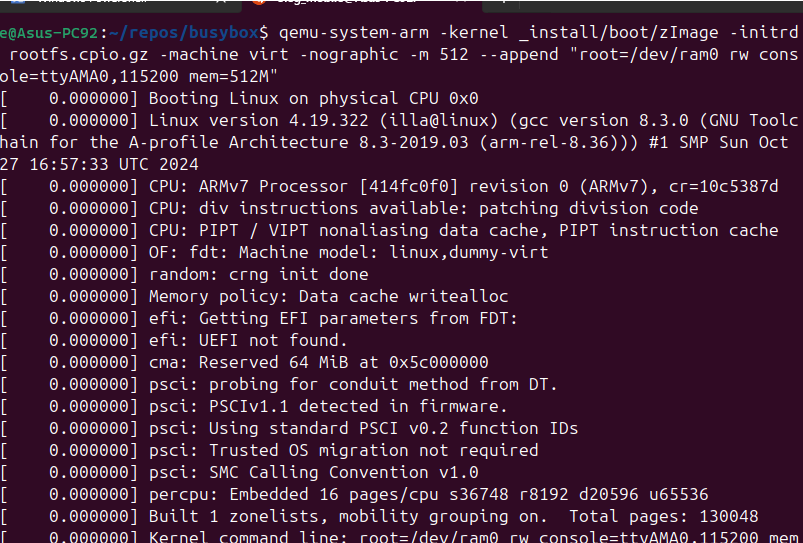 e@Asus-PC92:~/repos/busybox$ qemu-system-arm -kernel _install/boot/zImage -initrd
rootfs.cpio.gz -machine virt -nographic -m 512 --append "root=/dev/ram0 rw cons
ole=ttyAMA0,115200 mem=512M"
[    0.000000] Booting Linux on physical CPU 0x0
[    0.000000] Linux version 4.19.322 (illa@linux) (gcc version 8.3.0 (GNU Toolc
hain for the A-profile Architecture 8.3-2019.03 (arm-rel-8.36))) #1 SMP Sun Oct
27 16:57:33 UTC 2024
[    0.000000] CPU: ARMv7 Processor [414fc0f0] revision 0 (ARMv7), cr=10c5387d
[    0.000000] CPU: div instructions available: patching division code
[    0.000000] CPU: PIPT / VIPT nonaliasing data cache, PIPT instruction cache
[    0.000000] OF: fdt: Machine model: linux,dummy-virt
[    0.000000] random: crng init done
[    0.000000] Memory policy: Data cache writealloc
[    0.000000] efi: Getting EFI parameters from FDT:
[    0.000000] efi: UEFI not found.
[    0.000000] cma: Reserved 64 MiB at 0x5c000000
[    0.000000] psci: probing for conduit method from DT.
[    0.000000] psci: PSCIv1.1 detected in firmware.
[    0.000000] psci: Using standard PSCI v0.2 function IDs
[    0.000000] psci: Trusted OS migration not required
[    0.000000] psci: SMC Calling Convention v1.0
[    0.000000] percpu: Embedded 16 pages/cpu s36748 r8192 d20596 u65536
[    0.000000] Built 1 zonelists, mobility grouping on.  Total pages: 130048
[    0.000000] Kernel command line: root=/dev/ram0 rw console=ttyAMA0,115200 mem